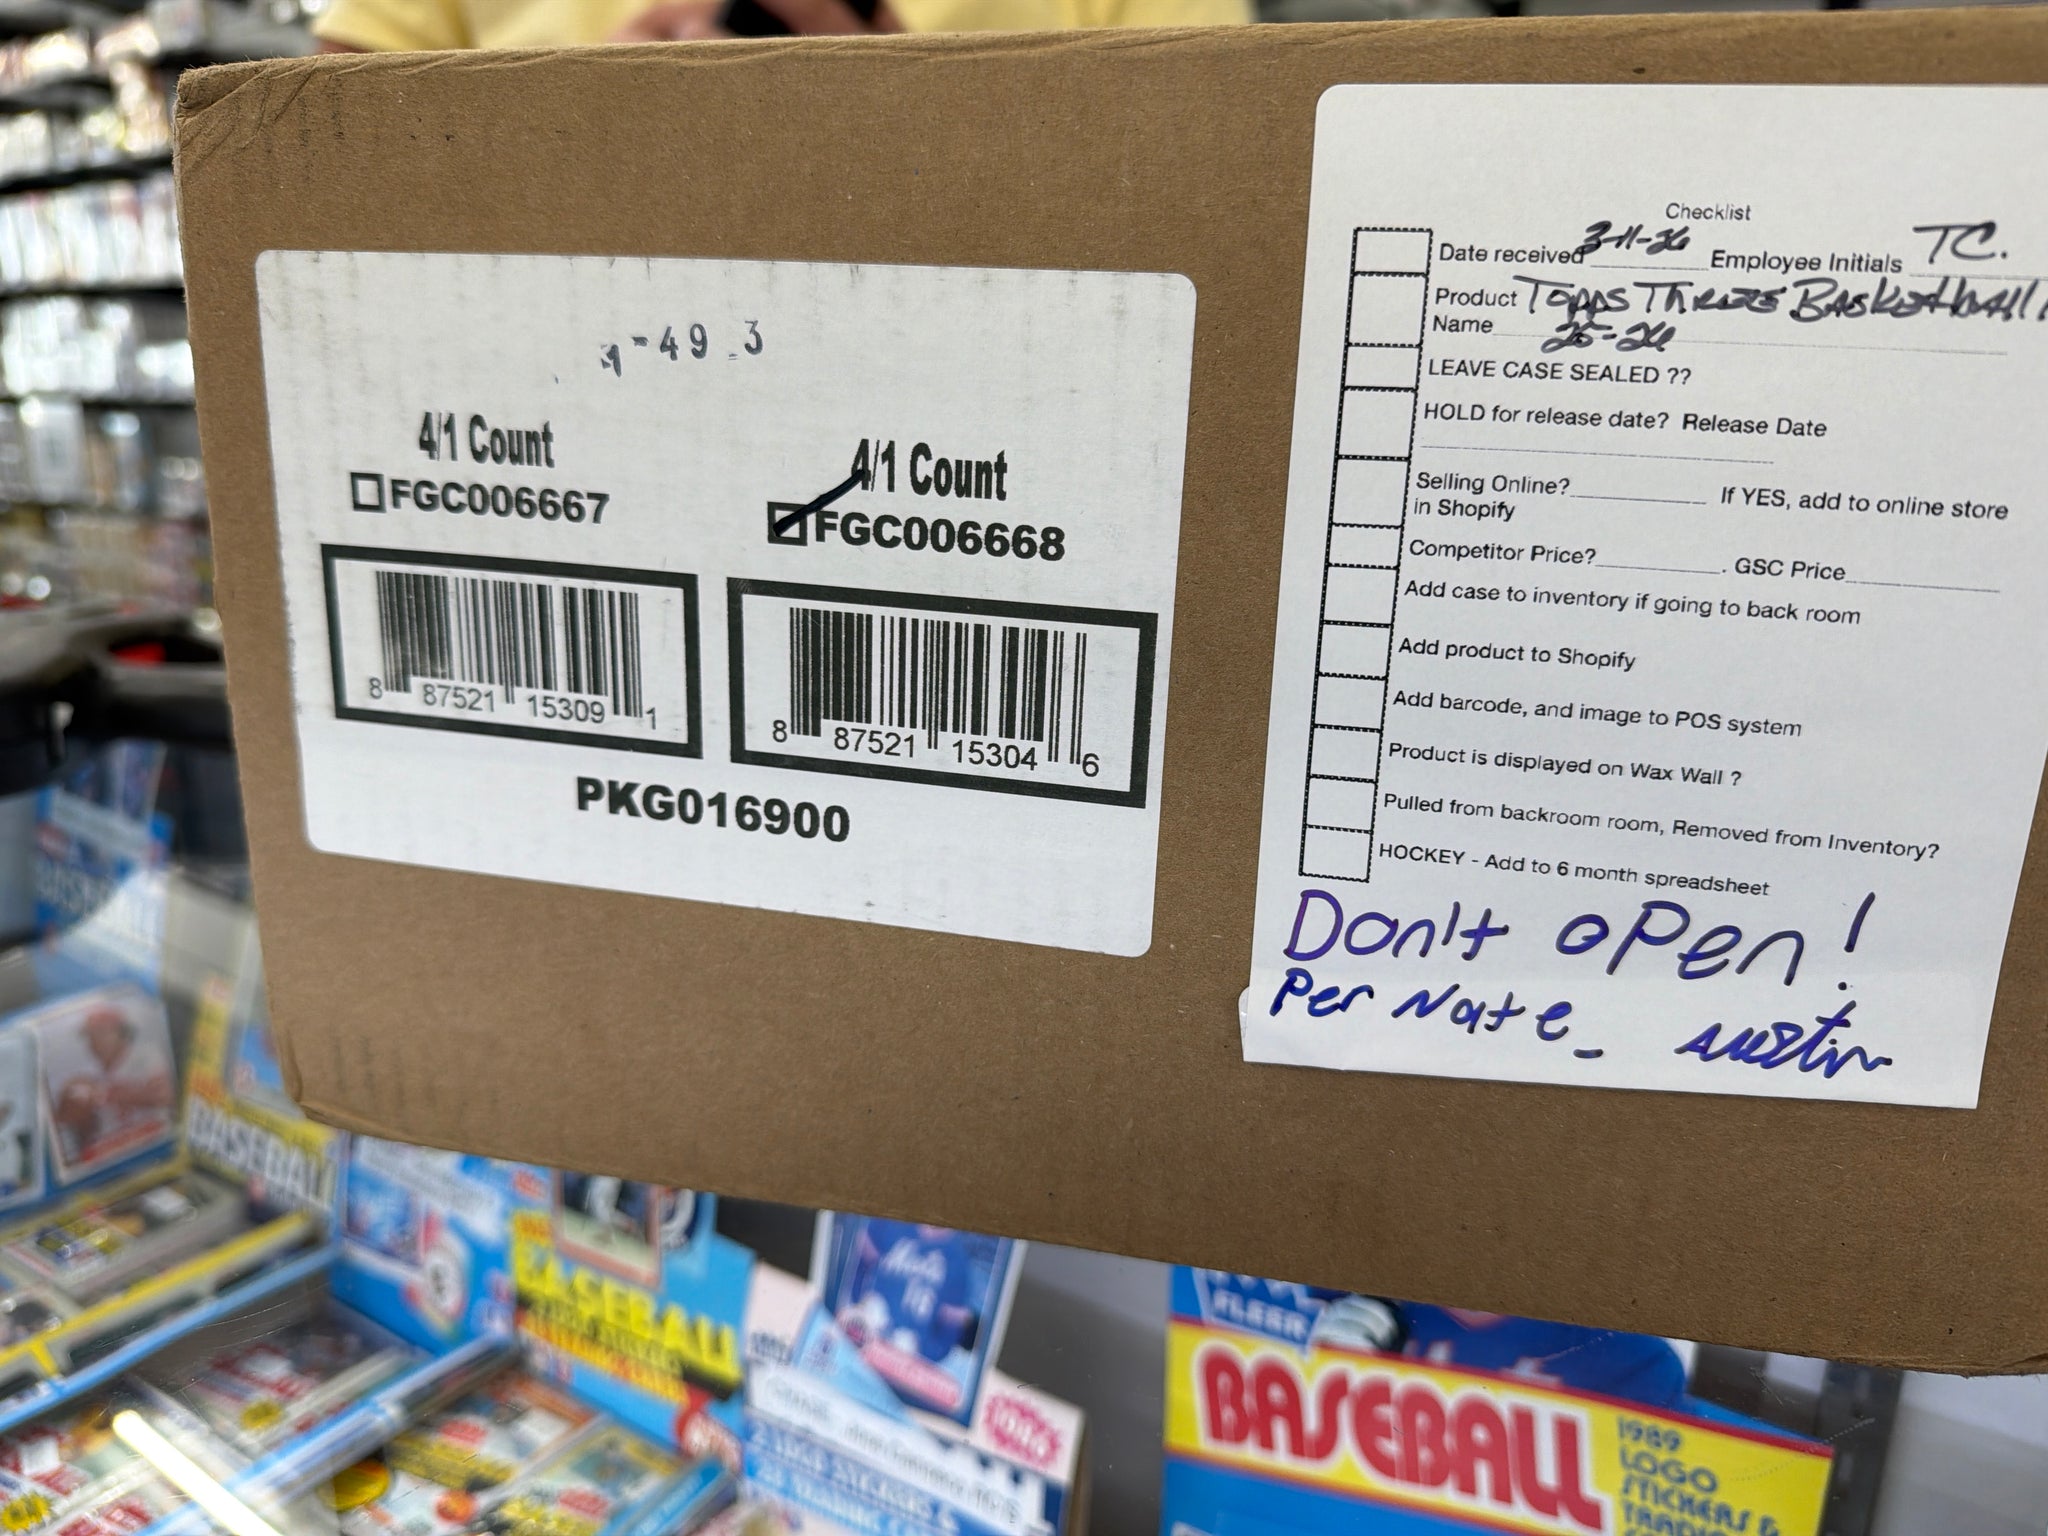 -49 3
4/1 Count
FGC006667
4/1 Count
FGC006668
8 87521 15309 1
8 87521 15304 6
PKG016900
Checklist
Date received 3-11-26 Employee Initials TC.
Product Topps Three Basketball
Name 25-26
LEAVE CASE SEALED ??
HOLD for release date? Release Date
Selling Online? If YES, add to online store
in Shopify
Competitor Price? . GSC Price
Add case to inventory if going to back room
Add product to Shopify
Add barcode, and image to POS system
Product is displayed on Wax Wall ?
Pulled from backroom room, Removed from Inventory?
HOCKEY - Add to 6 month spreadsheet
Don't open!
Per Nate_ Austin
BASEBALL
BASEBALL
FLEER
BASEBALL
1989
LOGO
STICKERS &
1986